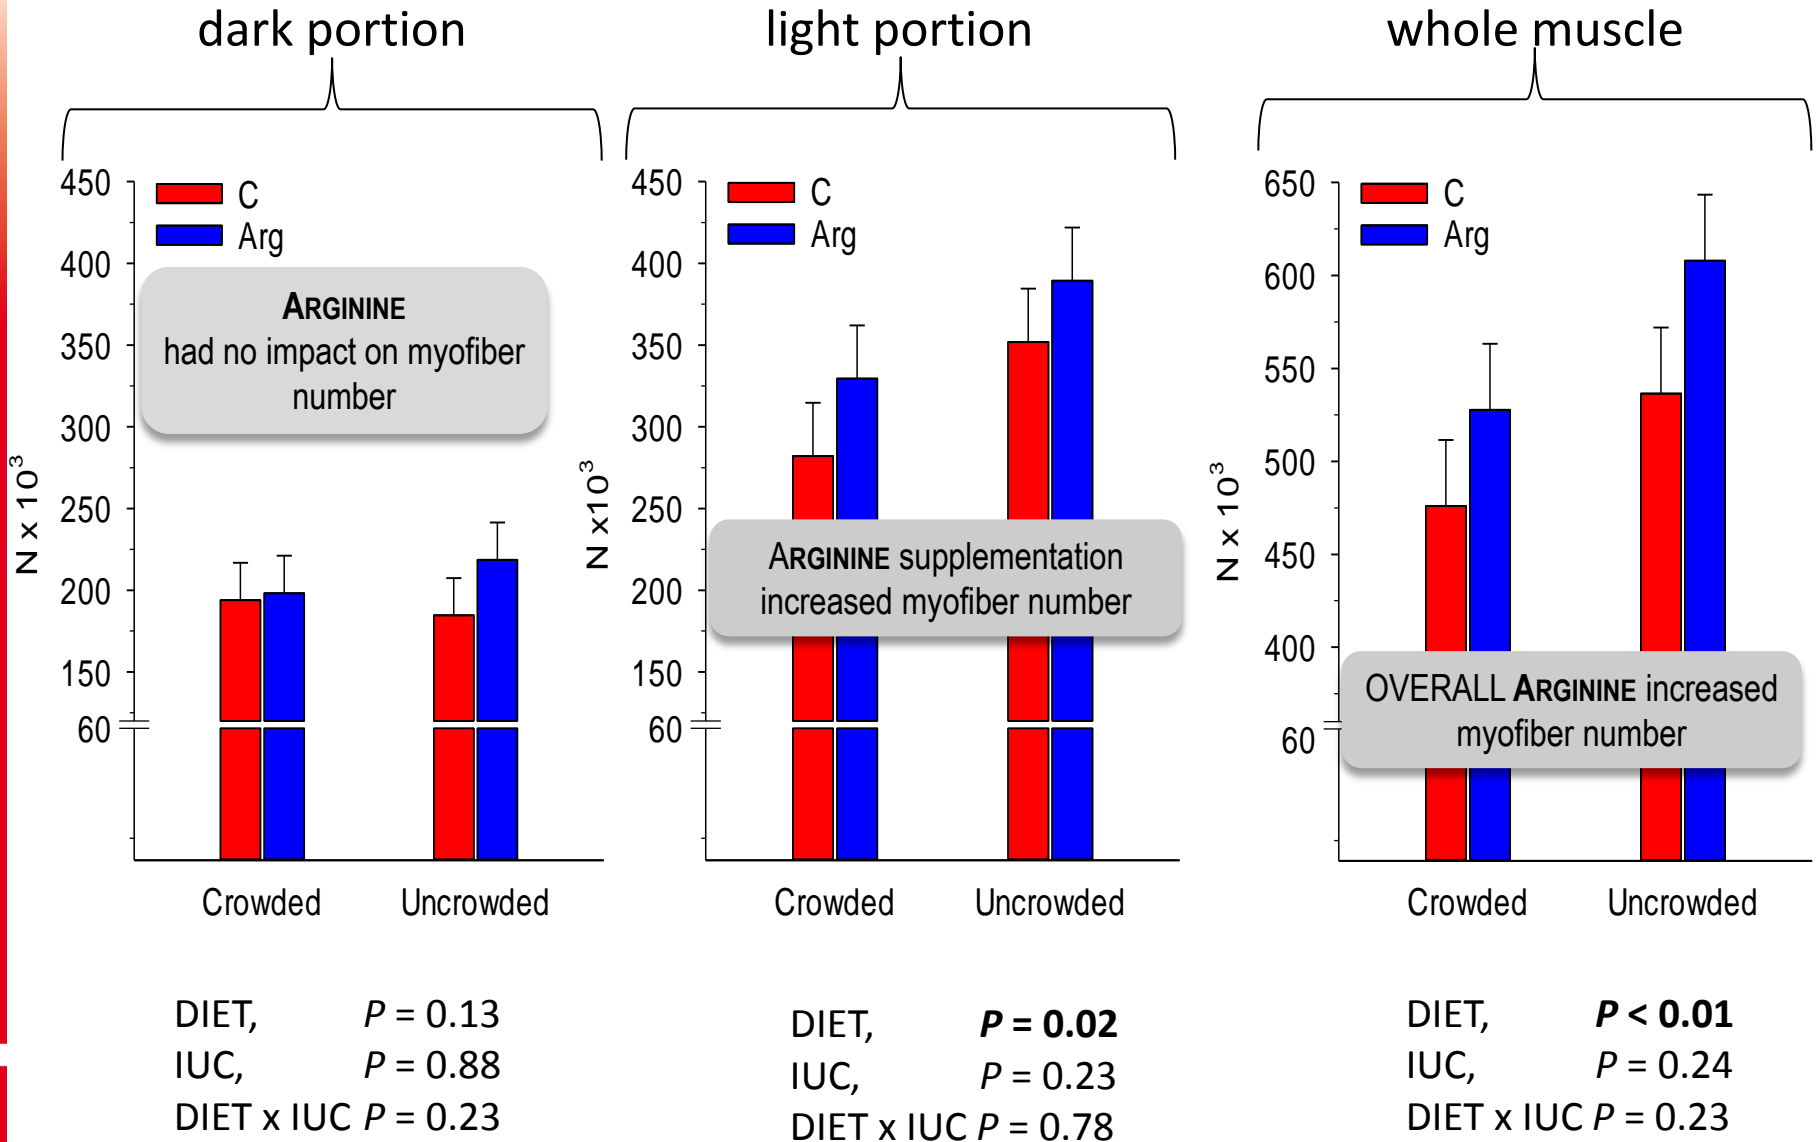 dark portion
450
400
350
300
250
200
150
60
N x 10³
C
Arg
ARGININE
had no impact on myofiber
number
Crowded Uncrowded
DIET, P = 0.13
IUC, P = 0.88
DIET x IUC P = 0.23
light portion
450
400
350
300
250
200
150
60
N x10³
C
Arg
ARGININE supplementation
increased myofiber number
Crowded Uncrowded
DIET, P = 0.02
IUC, P = 0.23
DIET x IUC P = 0.78
whole muscle
650
600
550
500
450
400
60
N x 10³
C
Arg
OVERALL ARGININE increased
myofiber number
Crowded Uncrowded
DIET, P < 0.01
IUC, P = 0.24
DIET x IUC P = 0.23